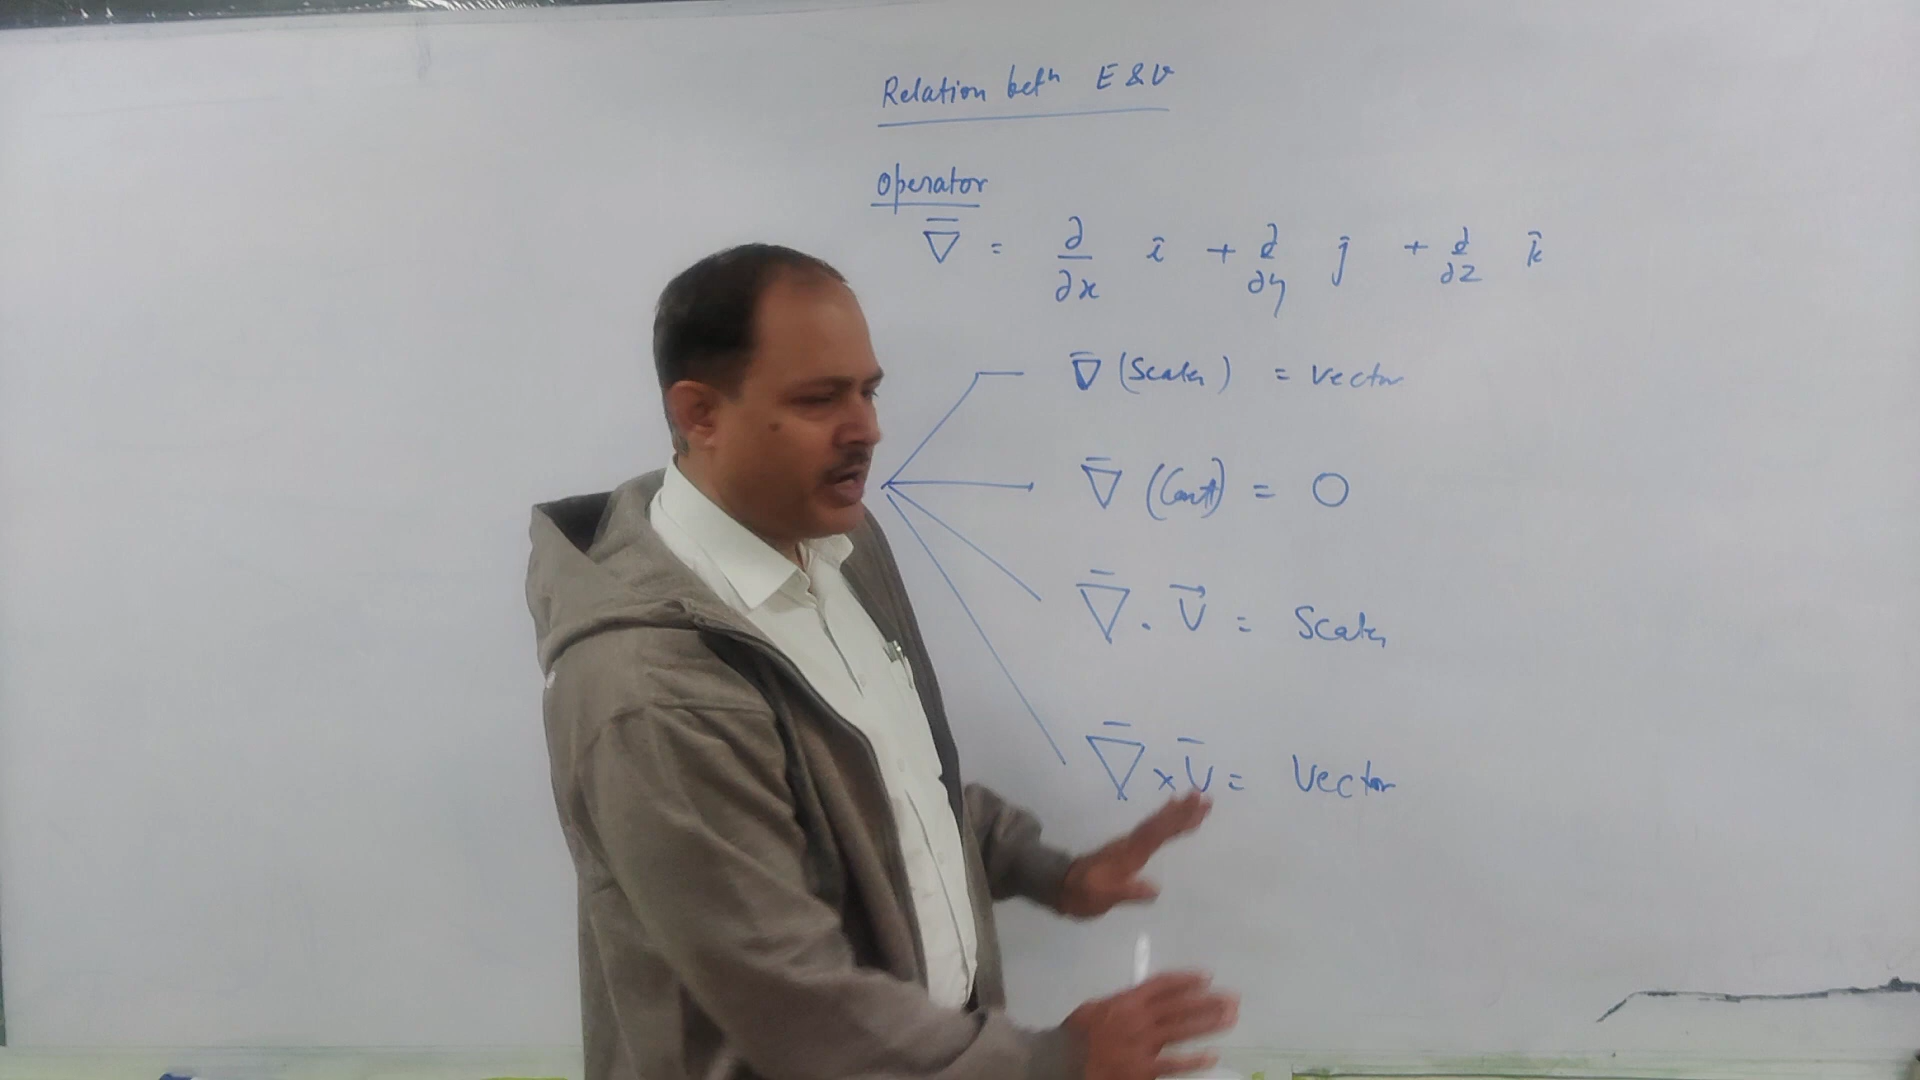 Relation betn E & V
Operator
∇̄ = ∂/∂x î + ∂/∂y ĵ + ∂/∂z k̂
∇̄ (Scalar) = vector
∇̄ (Const) = 0
∇̄ . V⃗ = Scalar
∇̄ × V̄ = Vector